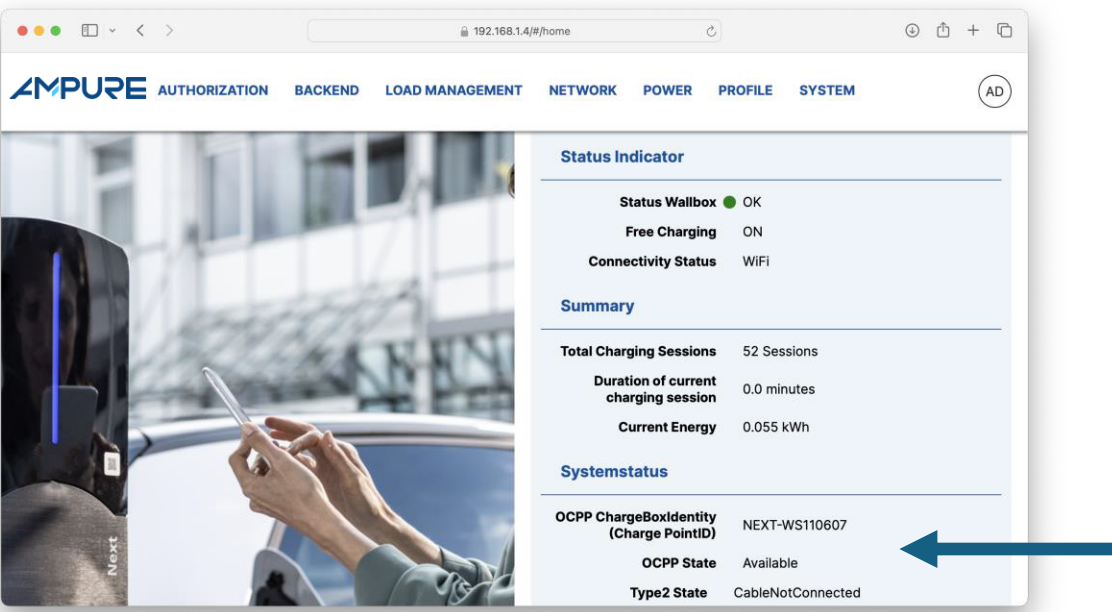 192.168.1.4/#/home
AMPURE AUTHORIZATION BACKEND LOAD MANAGEMENT NETWORK POWER PROFILE SYSTEM AD
Status Indicator
Status Wallbox OK
Free Charging ON
Connectivity Status WiFi
Summary
Total Charging Sessions 52 Sessions
Duration of current
charging session 0.0 minutes
Current Energy 0.055 kWh
Systemstatus
OCPP ChargeBoxIdentity
(Charge PointID) NEXT-WS110607
OCPP State Available
Type2 State CableNotConnected
Next